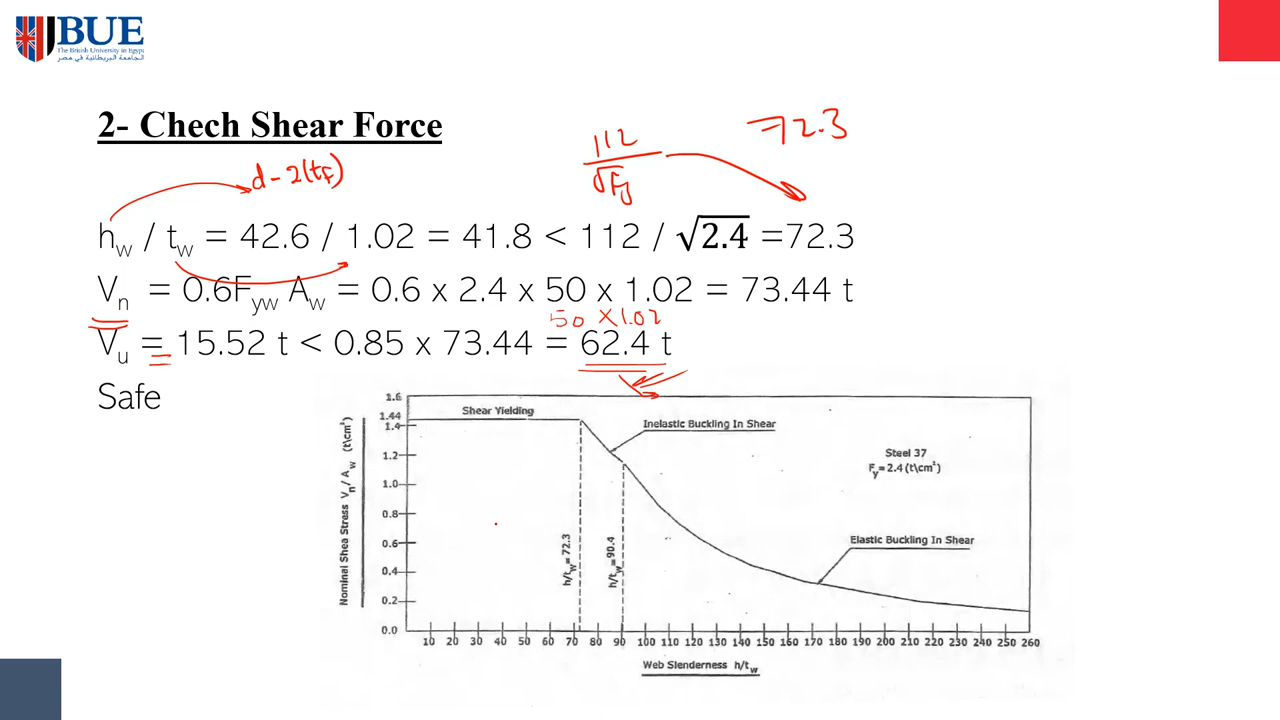 BUE
The British University in Egypt
الجامعة البريطانية في مصر
2- Chech Shear Force
72.3
112 / √Fy
d - 2(tf)
hw / tw = 42.6 / 1.02 = 41.8 < 112 / √2.4 =72.3
Vn = 0.6Fyw Aw = 0.6 x 2.4 x 50 x 1.02 = 73.44 t
50 x 1.02
Vu = 15.52 t < 0.85 x 73.44 = 62.4 t
Safe
Nominal Shea Stress Vn/ Aw (t\cm²)
1.6
1.44
1.4
1.2
1.0
0.8
0.6
0.4
0.2
0.0
Shear Yielding
Inelastic Buckling In Shear
Steel 37
Fy=2.4(t\cm²)
Elastic Buckling In Shear
h/tw=72.3
h/tw=90.4
10 20 30 40 50 60 70 80 90 100 110 120 130 140 150 160 170 180 190 200 210 220 230 240 250 260
Web Slenderness h/tw